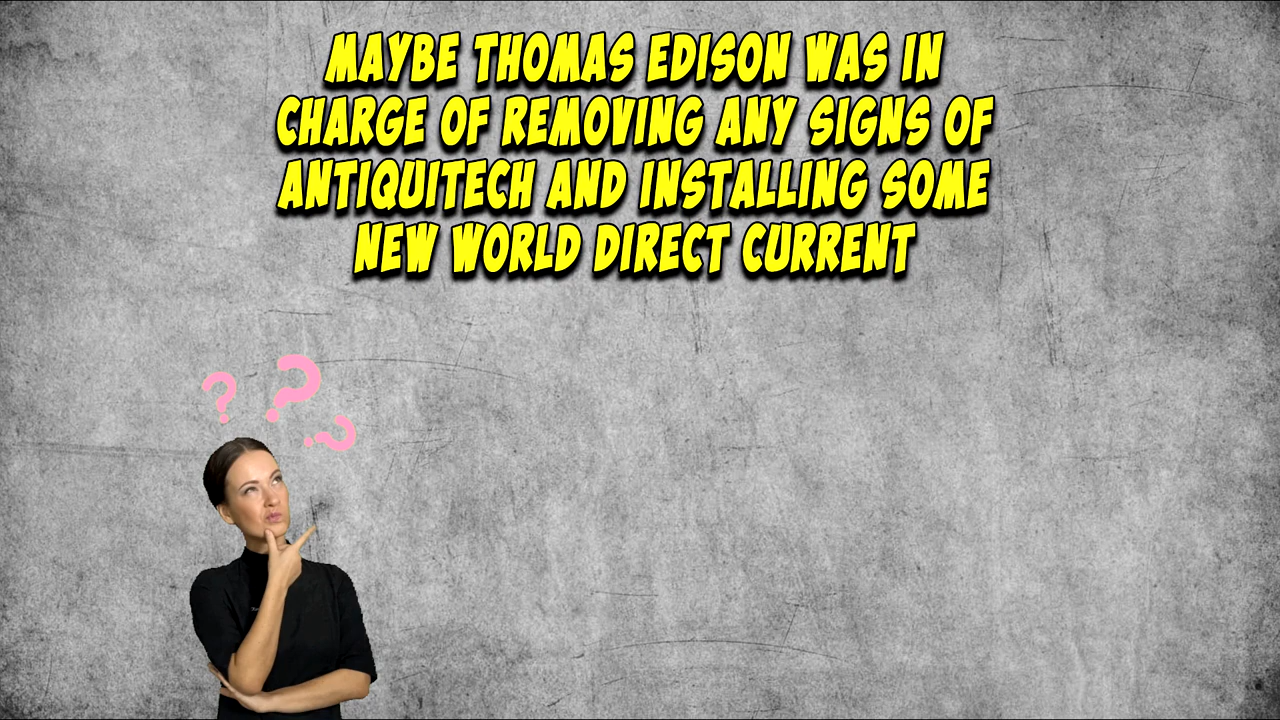 MAYBE THOMAS EDISON WAS IN
CHARGE OF REMOVING ANY SIGNS OF
ANTIQUITECH AND INSTALLING SOME
NEW WORLD DIRECT CURRENT
? ? ?